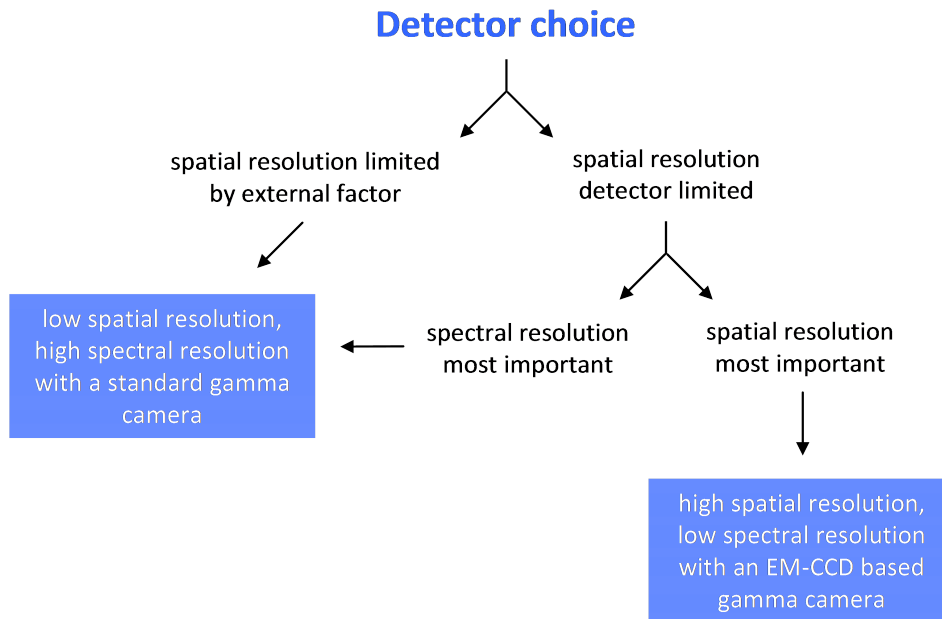 Detector choice
spatial resolution limited
by external factor
spatial resolution
detector limited
low spatial resolution,
high spectral resolution
with a standard gamma
camera
spectral resolution
most important
spatial resolution
most important
high spatial resolution,
low spectral resolution
with an EM-CCD based
gamma camera